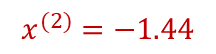 x⁽²⁾ = −1.44